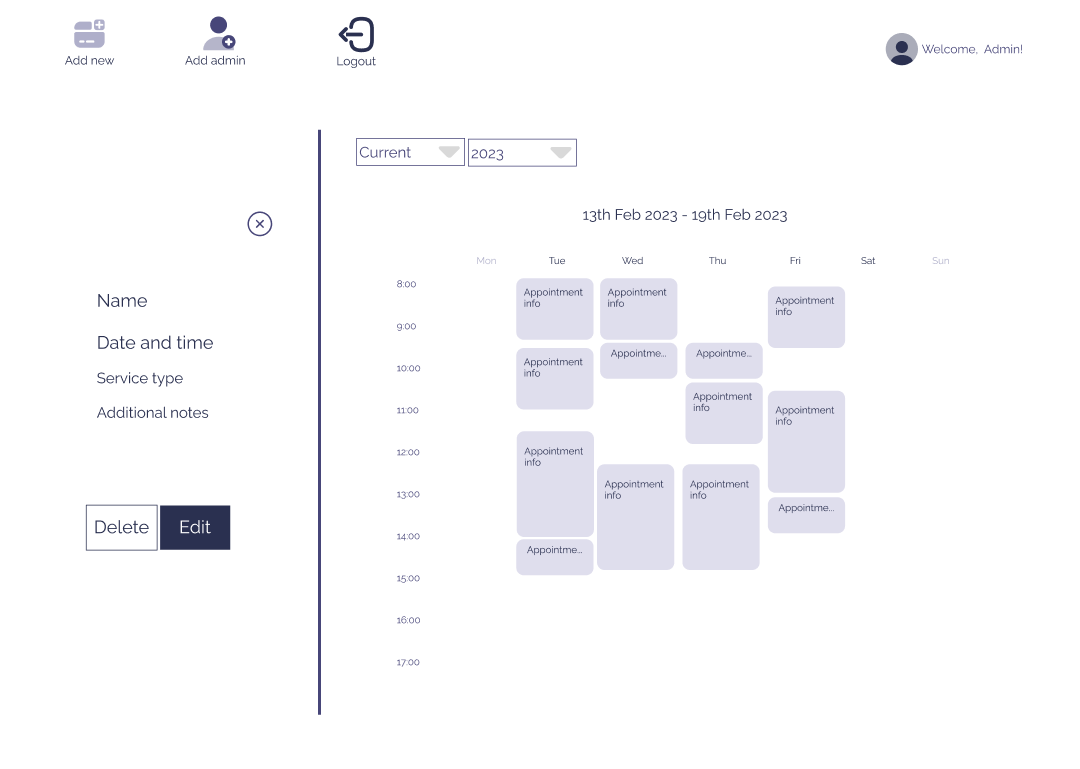 Add new
Add admin
Logout
Welcome, Admin!
Current
2023
13th Feb 2023 - 19th Feb 2023
Mon
Tue
Wed
Thu
Fri
Sat
Sun
8:00
9:00
10:00
11:00
12:00
13:00
14:00
15:00
16:00
17:00
Appointment
info
Appointment
info
Appointment
info
Appointme...
Appointment
info
Appointme...
Appointment
info
Appointment
info
Appointme...
Appointment
info
Appointment
info
Appointment
info
Appointment
info
Appointme...
Name
Date and time
Service type
Additional notes
Delete
Edit